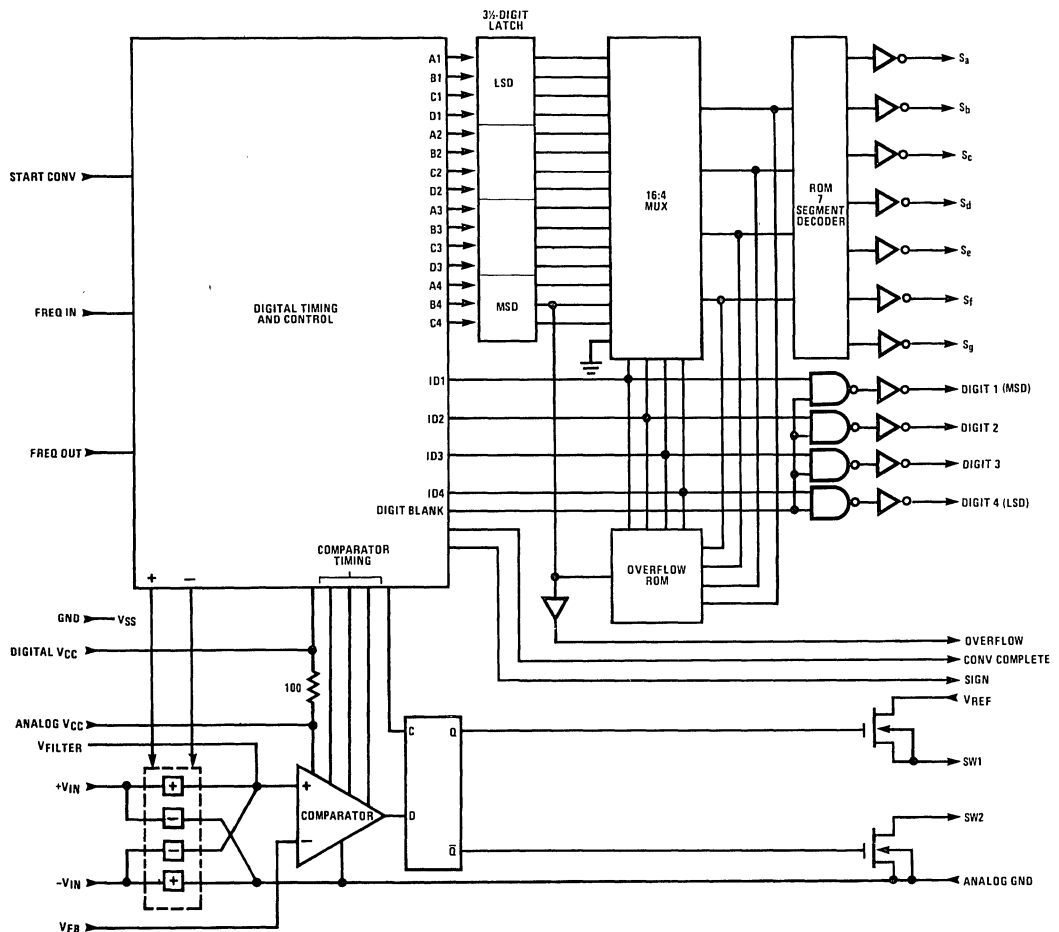 3½-DIGIT
LATCH
A1
B1
C1
D1
A2
B2
C2
D2
A3
B3
C3
D3
A4
B4
C4
LSD
MSD
16:4
MUX
ROM
7
SEGMENT
DECODER
Sa
Sb
Sc
Sd
Se
Sf
Sg
START CONV
FREQ IN
FREQ OUT
DIGITAL TIMING
AND CONTROL
ID1
ID2
ID3
ID4
DIGIT BLANK
DIGIT 1 (MSD)
DIGIT 2
DIGIT 3
DIGIT 4 (LSD)
OVERFLOW
ROM
COMPARATOR
TIMING
+
−
GND
VSS
DIGITAL VCC
100
ANALOG VCC
VFILTER
+VIN
−VIN
VFB
+
−
−
+
+
COMPARATOR
−
C
Q
D
Q̅
OVERFLOW
CONV COMPLETE
SIGN
VREF
SW1
SW2
ANALOG GND